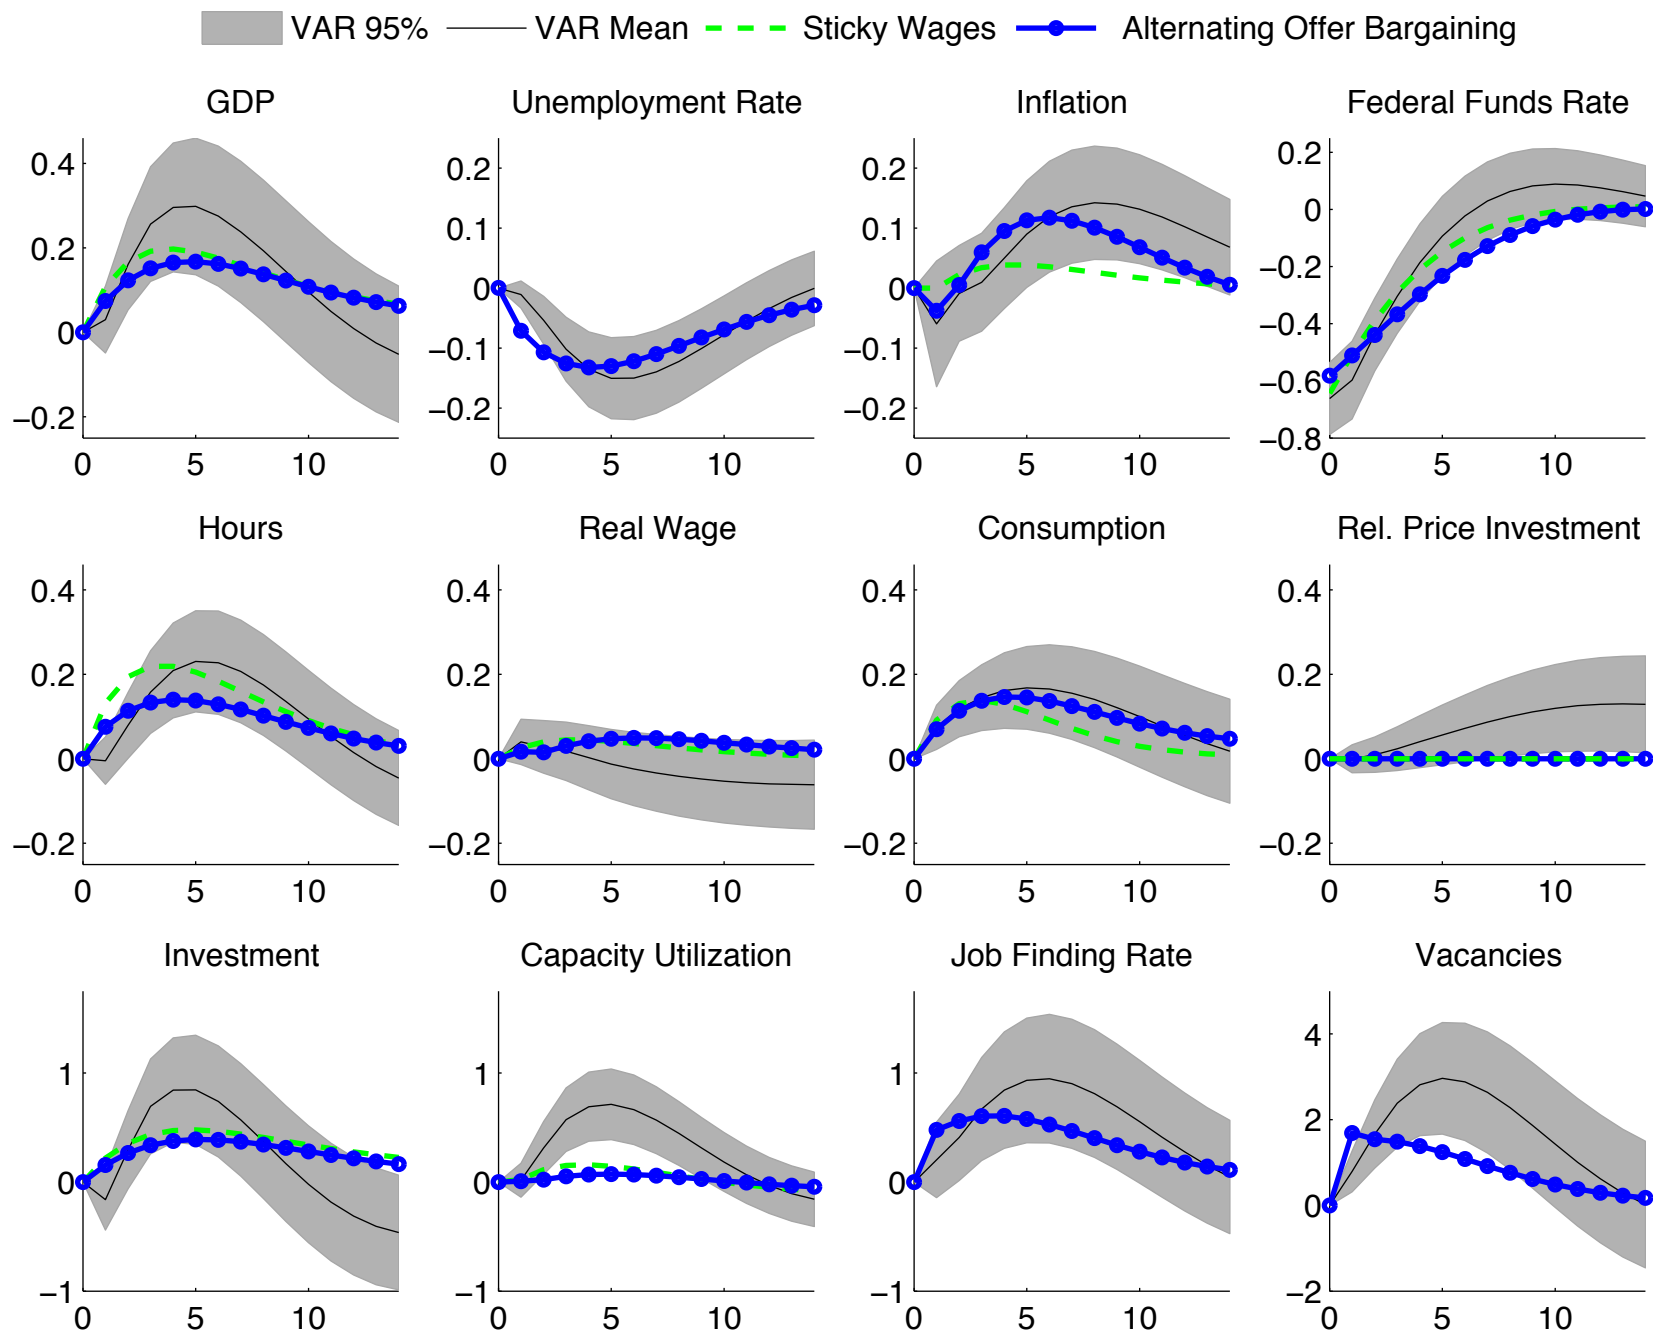 VAR 95% VAR Mean Sticky Wages Alternating Offer Bargaining
GDP Unemployment Rate Inflation Federal Funds Rate
0.4 0.2 0.2 0.2
0.2 0.1 0.1 0
0 0 0 −0.2
−0.1 −0.1 −0.4
−0.2 −0.2 −0.2 −0.6
−0.8
0 5 10 0 5 10 0 5 10 0 5 10
Hours Real Wage Consumption Rel. Price Investment
0.4 0.4 0.4 0.4
0.2 0.2 0.2 0.2
0 0 0 0
−0.2 −0.2 −0.2 −0.2
0 5 10 0 5 10 0 5 10 0 5 10
Investment Capacity Utilization Job Finding Rate Vacancies
1 1 1 4
2
0 0 0 0
−1 −1 −1 −2
0 5 10 0 5 10 0 5 10 0 5 10